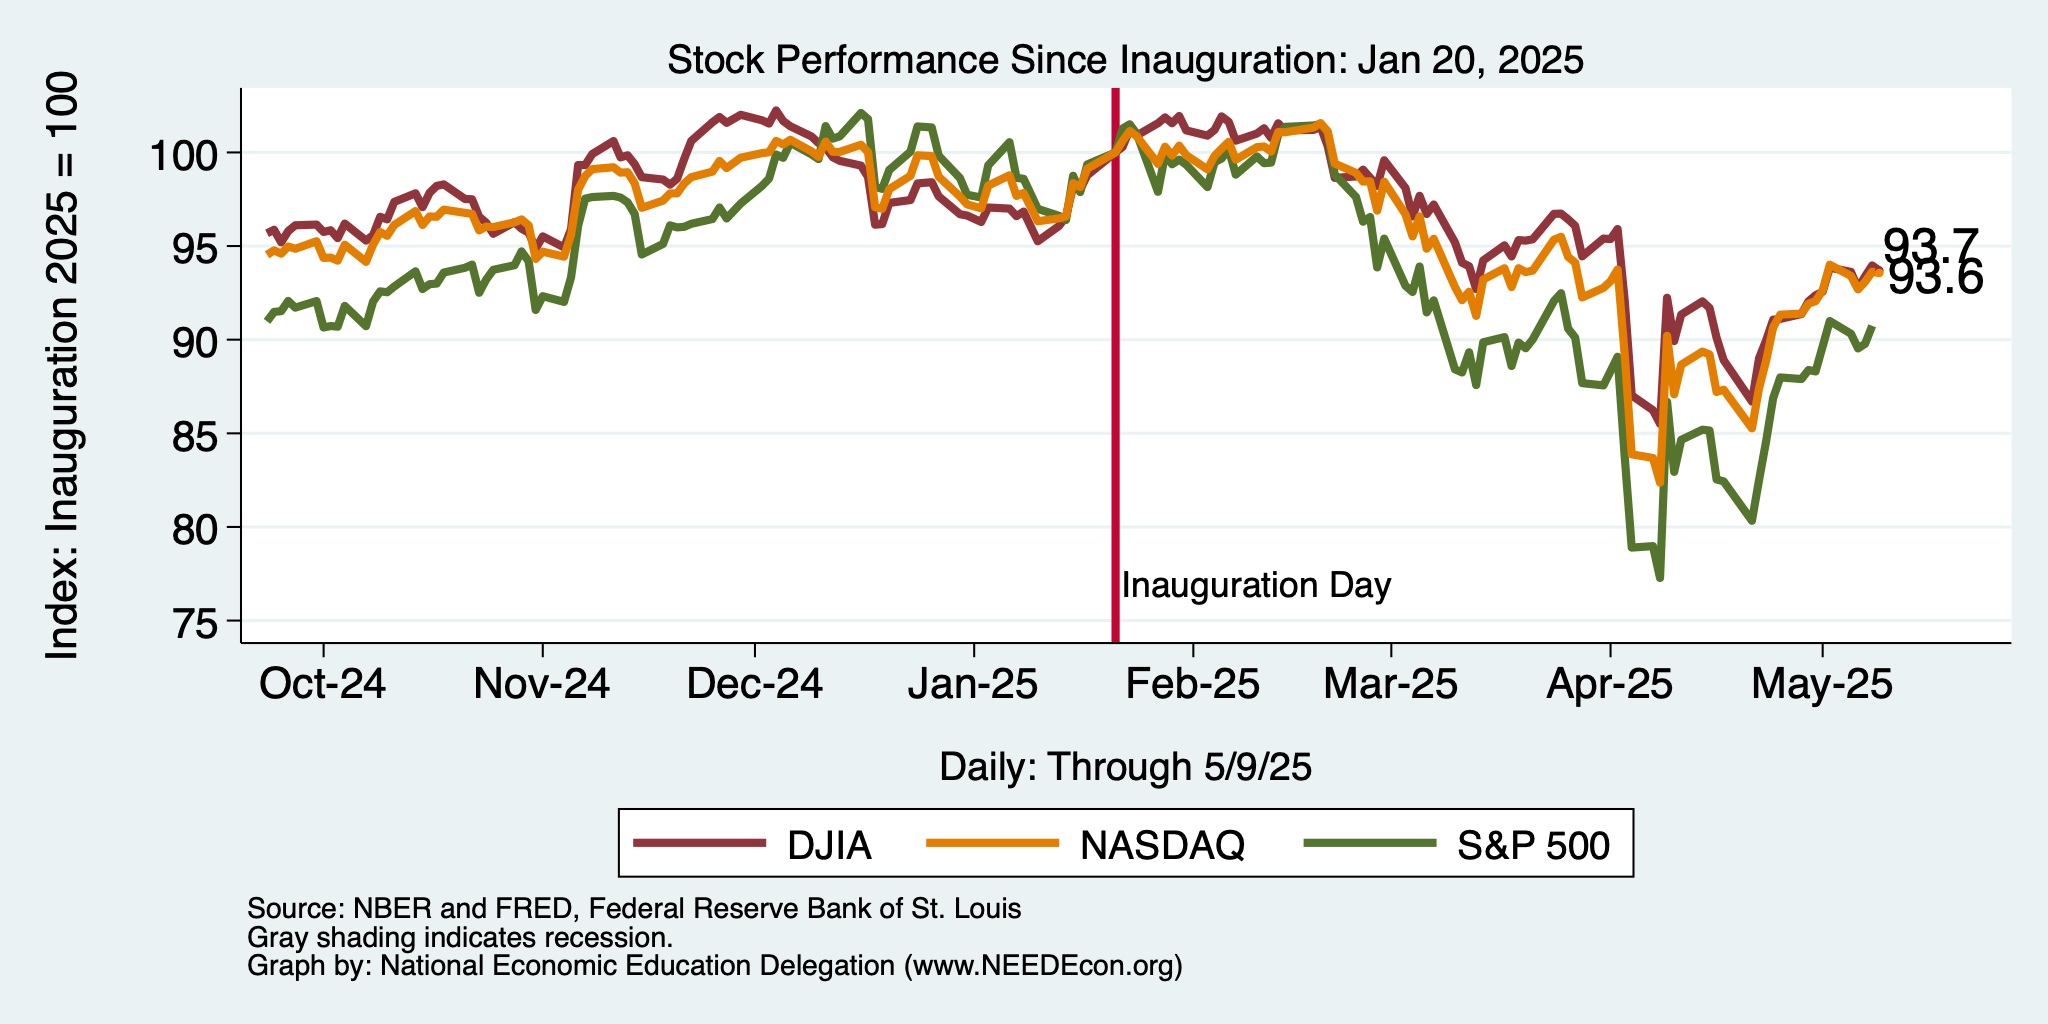 Stock Performance Since Inauguration: Jan 20, 2025
Index: Inauguration 2025 = 100
100
95
90
85
80
75
93.7
93.6
Inauguration Day
Oct-24 Nov-24 Dec-24 Jan-25 Feb-25 Mar-25 Apr-25 May-25
Daily: Through 5/9/25
DJIA NASDAQ S&P 500
Source: NBER and FRED, Federal Reserve Bank of St. Louis
Gray shading indicates recession.
Graph by: National Economic Education Delegation (www.NEEDEcon.org)